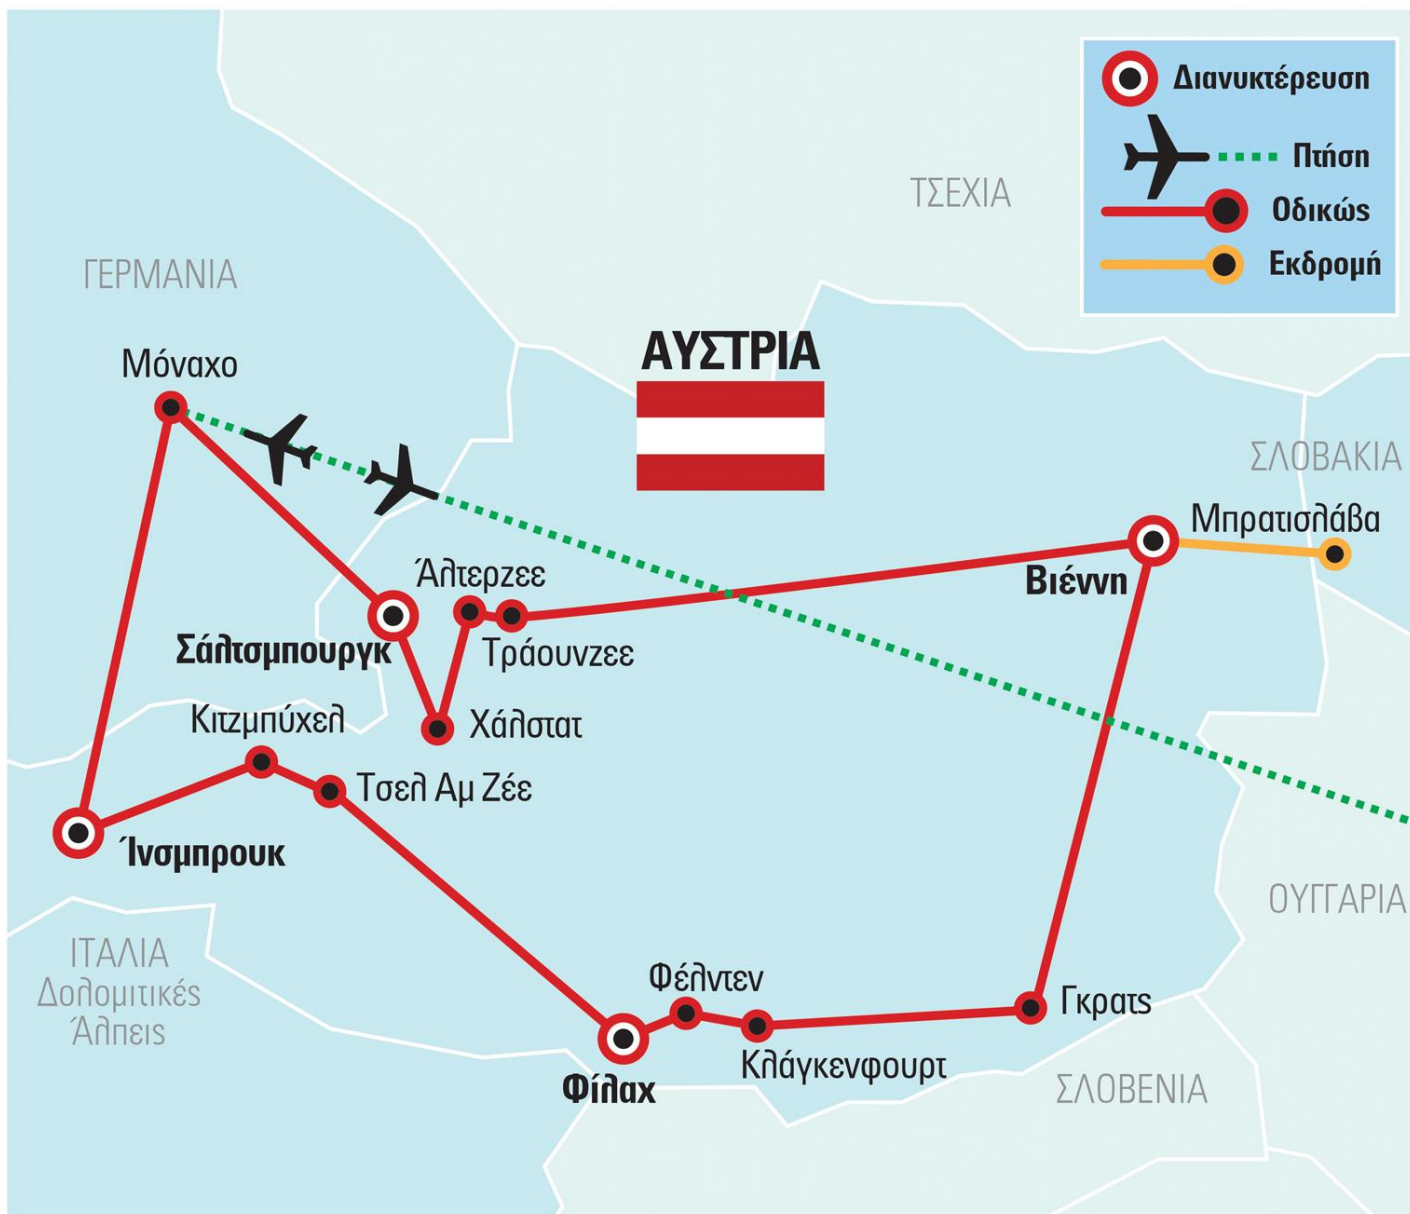 Διανυκτέρευση
Πτήση
Οδικώς
Εκδρομή
ΤΣΕΧΙΑ
ΓΕΡΜΑΝΙΑ
ΑΥΣΤΡΙΑ
Μόναχο
ΣΛΟΒΑΚΙΑ
Μπρατισλάβα
Βιέννη
Άλτερζεε
Σάλτσμπουργκ
Τράουνζεε
Κιτζμπύχελ
Χάλστατ
Τσελ Αμ Ζέε
Ίνσμπρουκ
ΟΥΓΓΑΡΙΑ
ΙΤΑΛΙΑ
Δολομιτικές
Άλπεις
Φέλντεν
Γκρατς
Κλάγκενφουρτ
Φίλαχ
ΣΛΟΒΕΝΙΑ